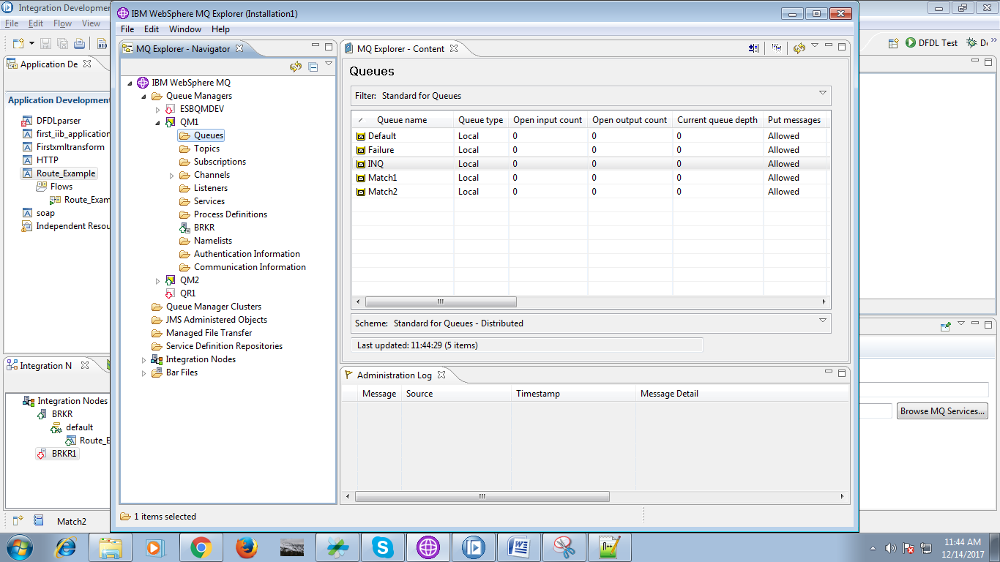 Integration Developmen
File Edit Flow View
DFDL Test
D
Application De
Application Development
DFDLparser
first_iib_application
Firstxmltransform
HTTP
Route_Example
Flows
Route_Exam
soap
Independent Resou
Integration N
Integration Nodes
BRKR
default
Route_E
BRKR1
Match2
Browse MQ Services...
IBM WebSphere MQ Explorer (Installation1)
File Edit Window Help
MQ Explorer - Navigator
IBM WebSphere MQ
Queue Managers
ESBQMDEV
QM1
Queues
Topics
Subscriptions
Channels
Listeners
Services
Process Definitions
BRKR
Namelists
Authentication Information
Communication Information
QM2
QR1
Queue Manager Clusters
JMS Administered Objects
Managed File Transfer
Service Definition Repositories
Integration Nodes
Bar Files
MQ Explorer - Content
Queues
Filter: Standard for Queues
Queue name Queue type Open input count Open output count Current queue depth Put messages
Default Local 0 0 0 Allowed
Failure Local 0 0 0 Allowed
INQ Local 0 0 0 Allowed
Match1 Local 0 0 0 Allowed
Match2 Local 0 0 0 Allowed
Scheme: Standard for Queues - Distributed
Last updated: 11:44:29 (5 items)
Administration Log
Message Source Timestamp Message Detail
1 items selected
11:44 AM
12/14/2017